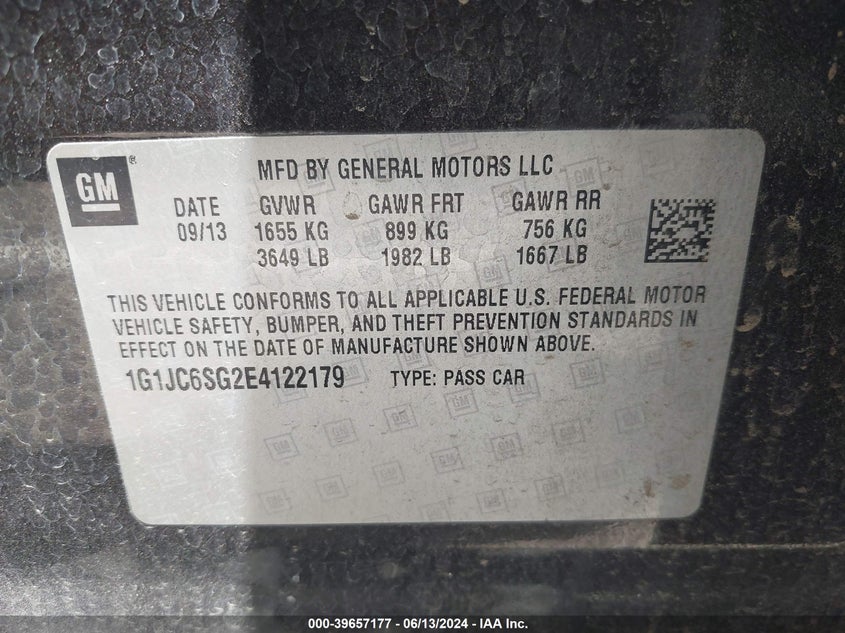 GM ®
MFD BY GENERAL MOTORS LLC
DATE GVWR GAWR FRT GAWR RR
09/13 1655 KG 899 KG 756 KG
3649 LB 1982 LB 1667 LB
THIS VEHICLE CONFORMS TO ALL APPLICABLE U.S. FEDERAL MOTOR
VEHICLE SAFETY, BUMPER, AND THEFT PREVENTION STANDARDS IN
EFFECT ON THE DATE OF MANUFACTURE SHOWN ABOVE.
1G1JC6SG2E4122179 TYPE: PASS CAR
000-39657177 - 06/13/2024 - IAA Inc.